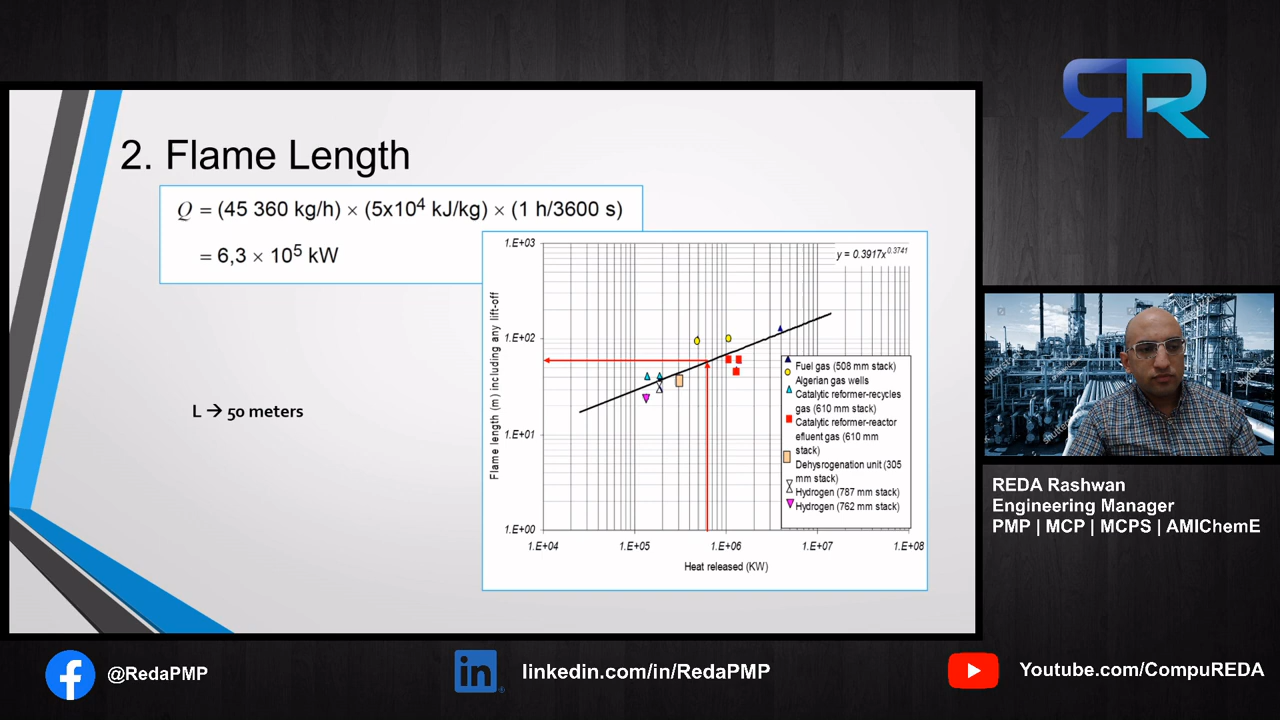 RR
2. Flame Length
Q = (45 360 kg/h) × (5x10⁴ kJ/kg) × (1 h/3600 s)
= 6,3 × 10⁵ kW
L → 50 meters
1.E+03
1.E+02
1.E+01
1.E+00
Flame length (m) including any lift-off
y = 0.3917x^0.3741
Fuel gas (508 mm stack)
Algerian gas wells
Catalytic reformer-recycles
gas (610 mm stack)
Catalytic reformer-reactor
efluent gas (610 mm
stack)
Dehysrogenation unit (305
mm stack)
Hydrogen (787 mm stack)
Hydrogen (762 mm stack)
1.E+04 1.E+05 1.E+06 1.E+07 1.E+08
Heat released (KW)
REDA Rashwan
Engineering Manager
PMP | MCP | MCPS | AMIChemE
@RedaPMP
in
linkedin.com/in/RedaPMP
Youtube.com/CompuREDA